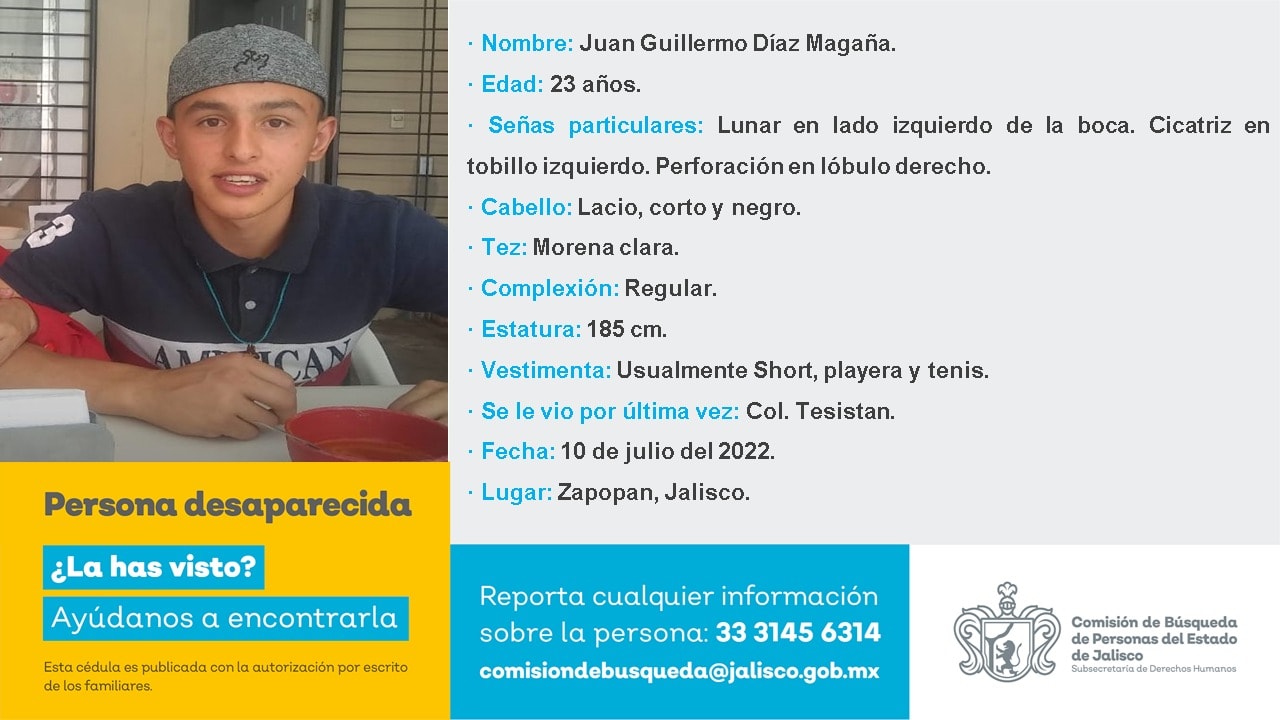 · Nombre: Juan Guillermo Díaz Magaña.
· Edad: 23 años.
· Señas particulares: Lunar en lado izquierdo de la boca. Cicatriz en
tobillo izquierdo. Perforación en lóbulo derecho.
· Cabello: Lacio, corto y negro.
· Tez: Morena clara.
· Complexión: Regular.
· Estatura: 185 cm.
· Vestimenta: Usualmente Short, playera y tenis.
· Se le vio por última vez: Col. Tesistan.
· Fecha: 10 de julio del 2022.
· Lugar: Zapopan, Jalisco.
3
AMERICAN
Persona desaparecida
¿La has visto?
Ayúdanos a encontrarla
Esta cédula es publicada con la autorización por escrito
de los familiares.
Reporta cualquier información
sobre la persona: 33 3145 6314
comisiondebusqueda@jalisco.gob.mx
Comisión de Búsqueda
de Personas del Estado
de Jalisco
Subsecretaría de Derechos Humanos